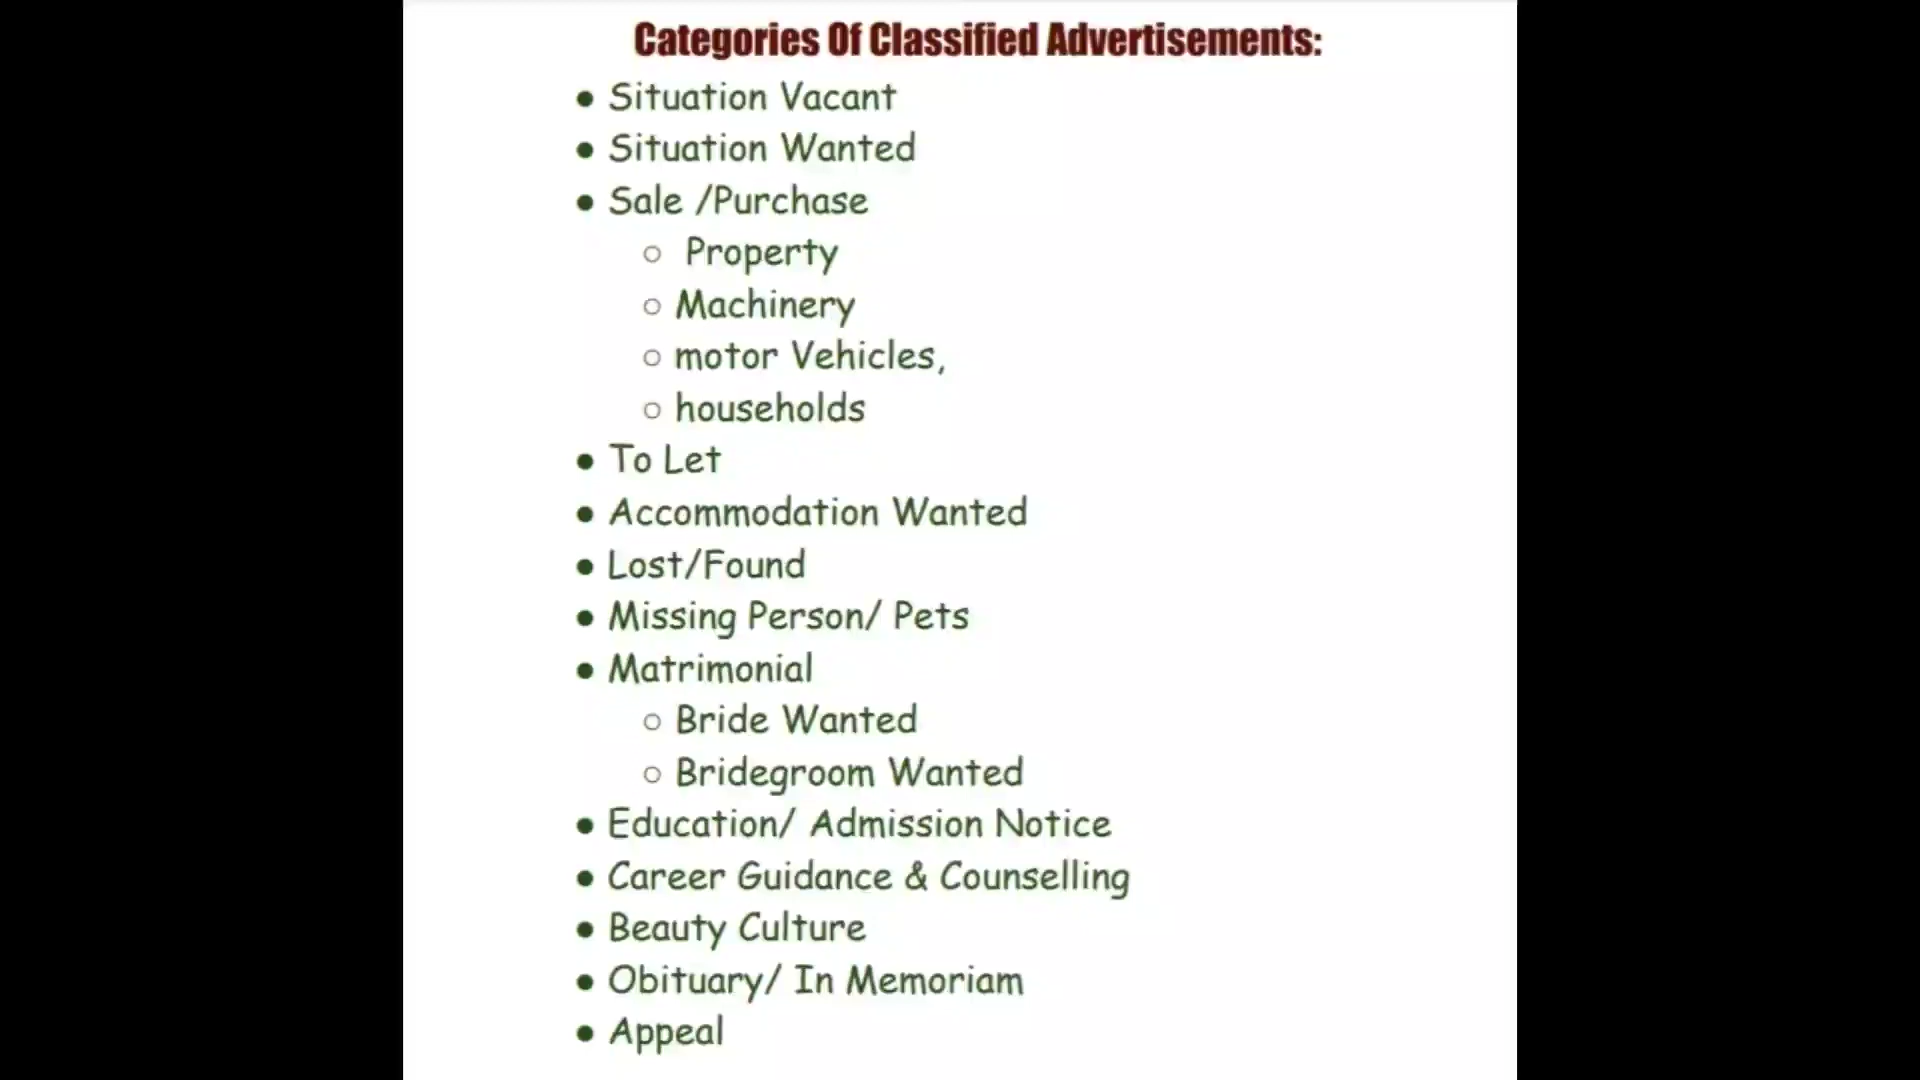 Categories Of Classified Advertisements:
● Situation Vacant
● Situation Wanted
● Sale /Purchase
○ Property
○ Machinery
○ motor Vehicles,
○ households
● To Let
● Accommodation Wanted
● Lost/Found
● Missing Person/ Pets
● Matrimonial
○ Bride Wanted
○ Bridegroom Wanted
● Education/ Admission Notice
● Career Guidance & Counselling
● Beauty Culture
● Obituary/ In Memoriam
● Appeal